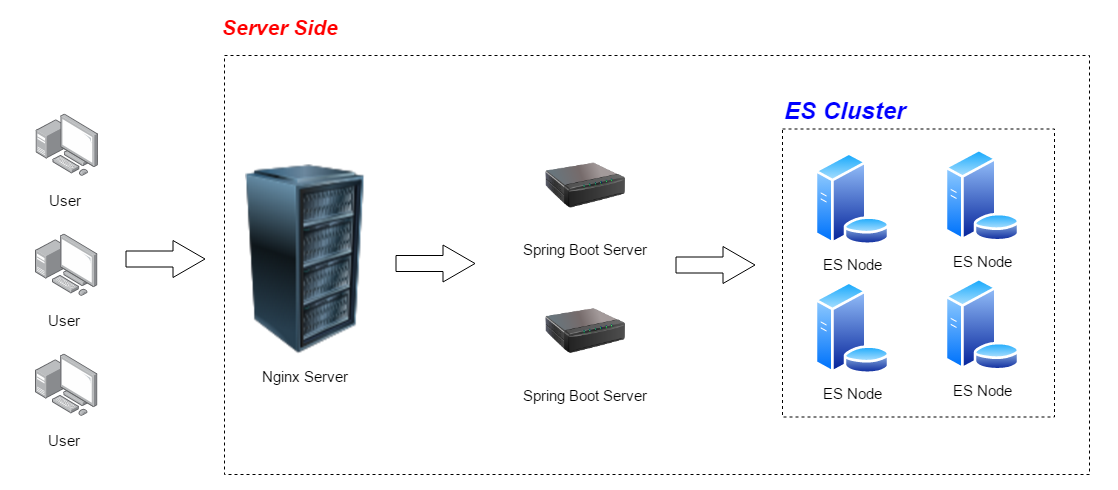 Server Side
ES Cluster
User
User
User
Nginx Server
Spring Boot Server
Spring Boot Server
ES Node
ES Node
ES Node
ES Node